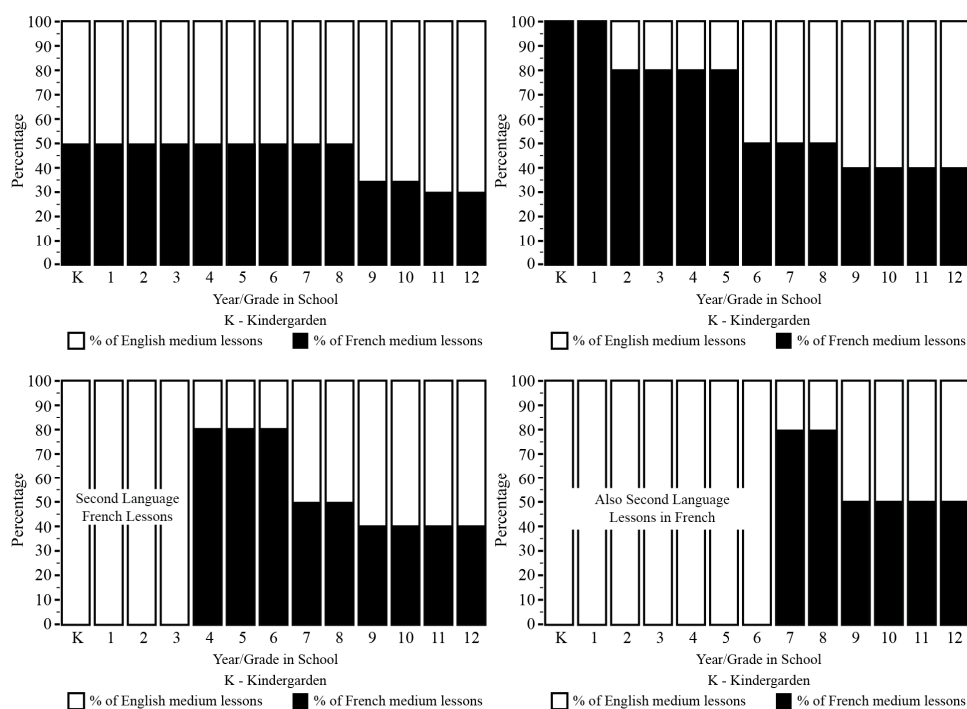 100
90
80
70
60
50
40
30
20
10
0
Percentage
K 1 2 3 4 5 6 7 8 9 10 11 12
Year/Grade in School
K - Kindergarden
% of English medium lessons % of French medium lessons
100
90
80
70
60
50
40
30
20
10
0
Percentage
K 1 2 3 4 5 6 7 8 9 10 11 12
Year/Grade in School
K - Kindergarden
% of English medium lessons % of French medium lessons
100
90
80
70
60
50
40
30
20
10
0
Percentage
Second Language
French Lessons
K 1 2 3 4 5 6 7 8 9 10 11 12
Year/Grade in School
K - Kindergarden
% of English medium lessons % of French medium lessons
100
90
80
70
60
50
40
30
20
10
0
Percentage
Also Second Language
Lessons in French
K 1 2 3 4 5 6 7 8 9 10 11 12
Year/Grade in School
K - Kindergarden
% of English medium lessons % of French medium lessons